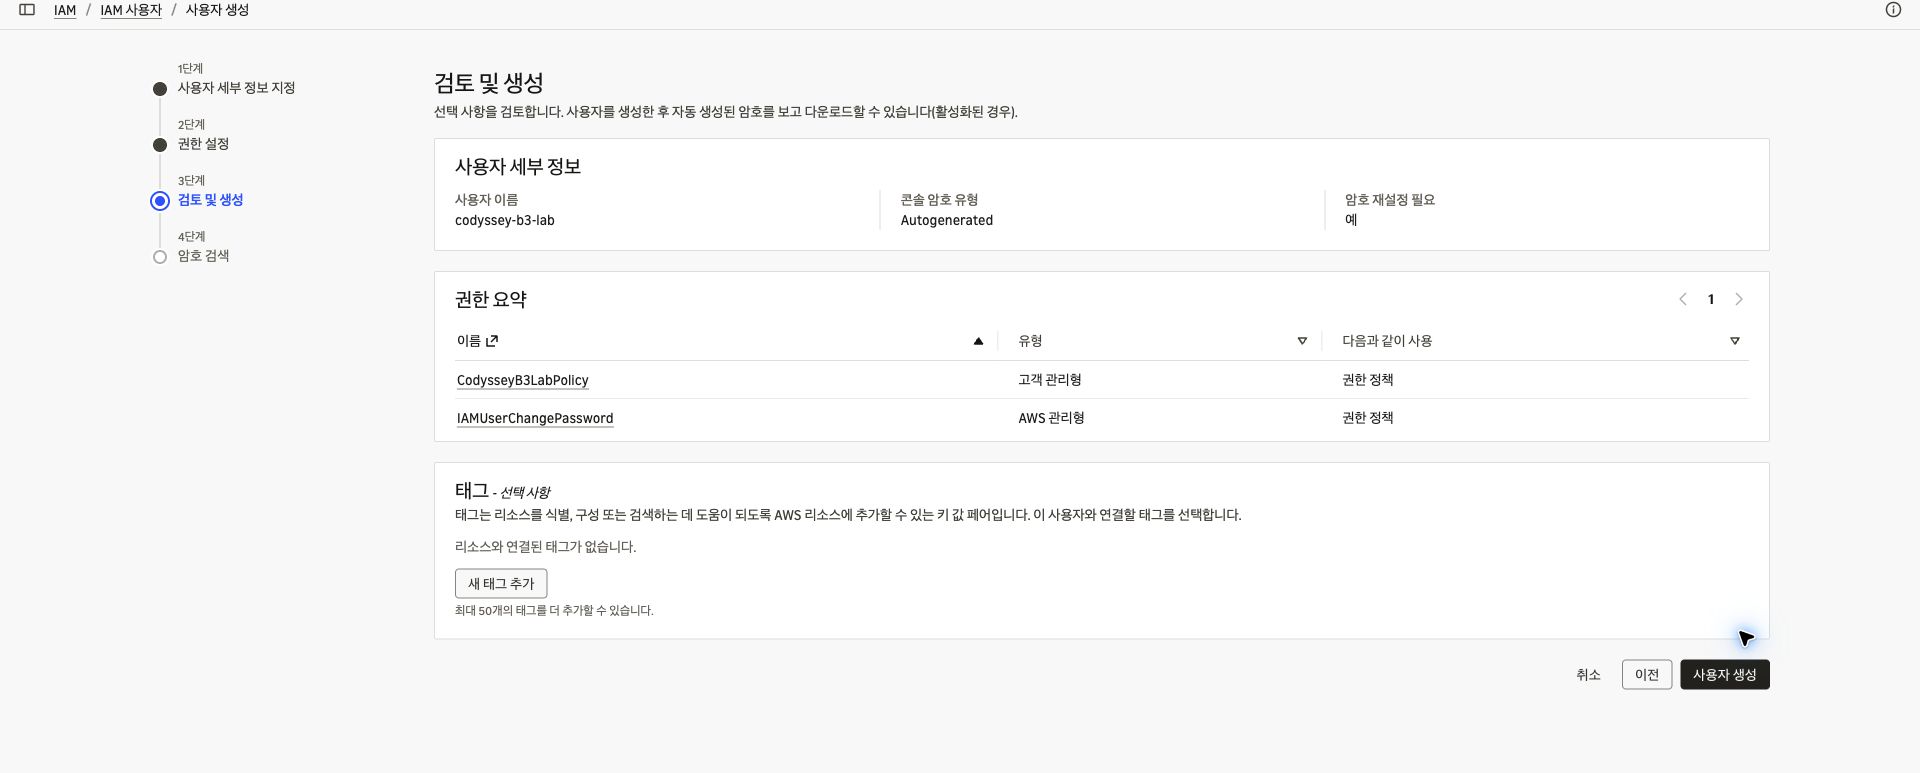 IAM / IAM 사용자 / 사용자 생성
1단계
사용자 세부 정보 지정
2단계
권한 설정
3단계
검토 및 생성
4단계
암호 검색
검토 및 생성
선택 사항을 검토합니다. 사용자를 생성한 후 자동 생성된 암호를 보고 다운로드할 수 있습니다(활성화된 경우).
사용자 세부 정보
사용자 이름
codyssey-b3-lab
콘솔 암호 유형
Autogenerated
암호 재설정 필요
예
권한 요약
1
이름 유형 다음과 같이 사용
CodysseyB3LabPolicy 고객 관리형 권한 정책
IAMUserChangePassword AWS 관리형 권한 정책
태그 - 선택 사항
태그는 리소스를 식별, 구성 또는 검색하는 데 도움이 되도록 AWS 리소스에 추가할 수 있는 키 값 페어입니다. 이 사용자와 연결할 태그를 선택합니다.
리소스와 연결된 태그가 없습니다.
새 태그 추가
최대 50개의 태그를 더 추가할 수 있습니다.
취소 이전 사용자 생성